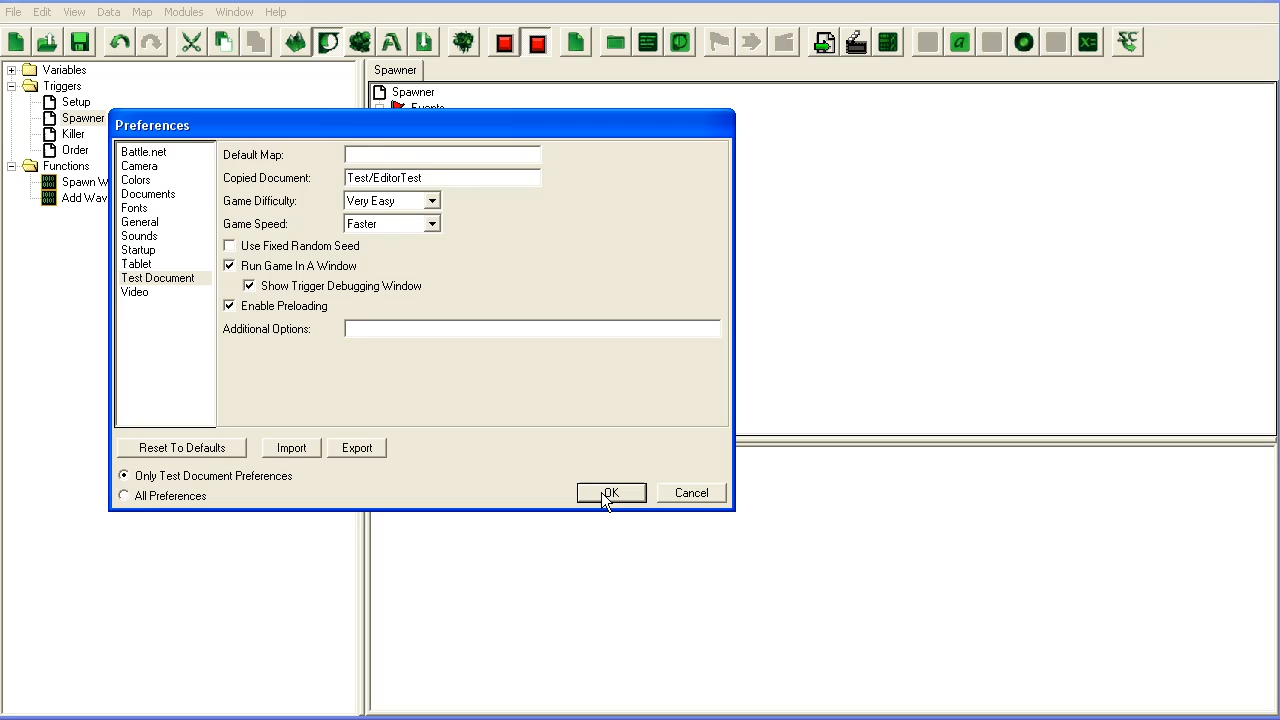 File Edit View Data Map Modules Window Help
Variables
Triggers
Setup
Spawner
Killer
Order
Functions
Spawn W
Add Wav
Spawner
Spawner
Events
Preferences
Battle.net
Camera
Colors
Documents
Fonts
General
Sounds
Startup
Tablet
Test Document
Video
Default Map:
Copied Document: Test/EditorTest
Game Difficulty: Very Easy
Game Speed: Faster
Use Fixed Random Seed
Run Game In A Window
Show Trigger Debugging Window
Enable Preloading
Additional Options:
Reset To Defaults Import Export
Only Test Document Preferences
All Preferences
OK Cancel